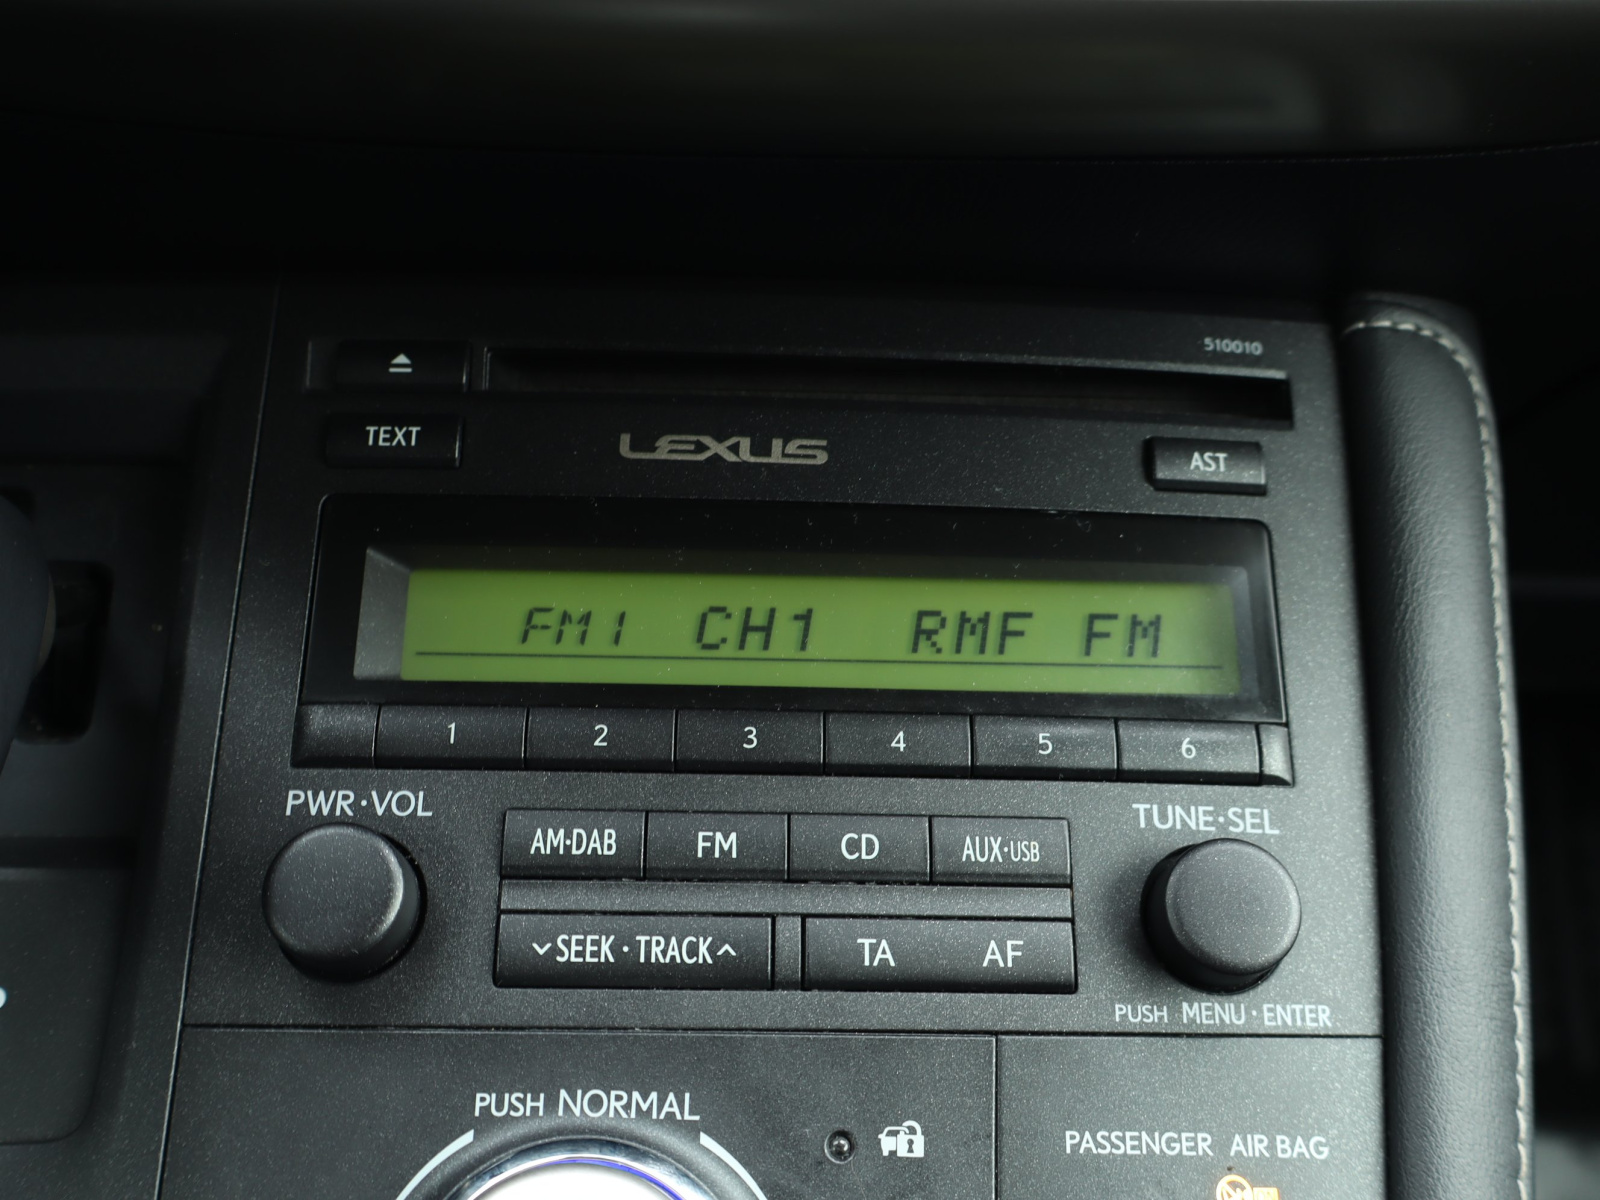 510010
TEXT
LEXUS
AST
FM1 CH1 RMF FM
1 2 3 4 5 6
PWR·VOL
TUNE·SEL
AM·DAB FM CD AUX·USB
SEEK·TRACK TA AF
PUSH MENU·ENTER
PUSH NORMAL
PASSENGER AIR BAG